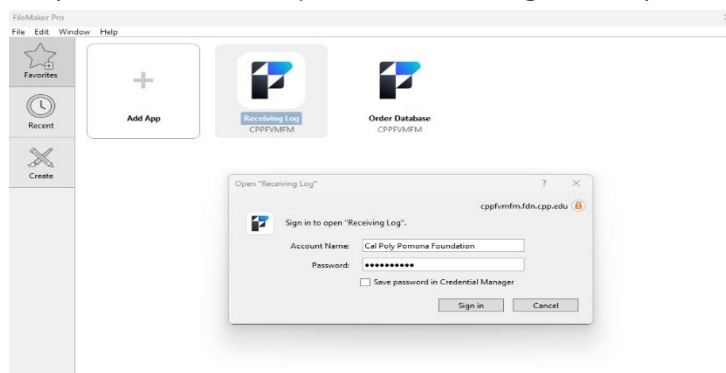 FileMaker Pro
File Edit Window Help
Favorites
Recent
Create
Add App
Receiving Log
CPPFVMFM
Order Database
CPPFVMFM
Open "Receiving Log"
?
cppfvmfm.fdn.cpp.edu
Sign in to open "Receiving Log".
Account Name: Cal Poly Pomona Foundation
Password: ••••••••••
Save password in Credential Manager
Sign in Cancel